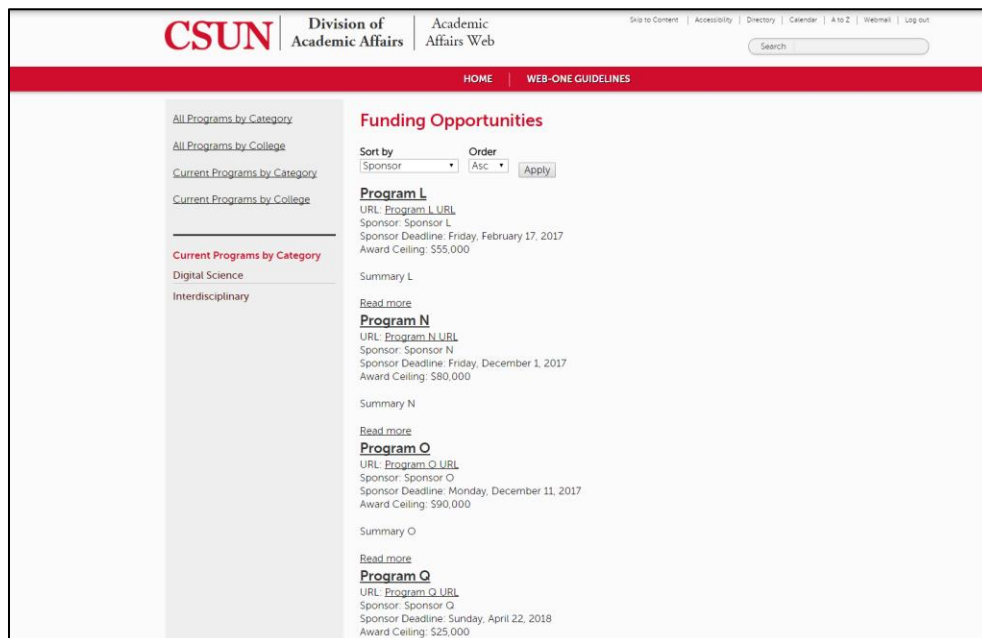 CSUN
Division of
Academic Affairs
Academic
Affairs Web
Skip to Content | Accessibility | Directory | Calendar | A to Z | Webmail | Log out
Search
HOME | WEB-ONE GUIDELINES
All Programs by Category
All Programs by College
Current Programs by Category
Current Programs by College
Current Programs by Category
Digital Science
Interdisciplinary
Funding Opportunities
Sort by Order
Sponsor Asc Apply
Program L
URL: Program L URL
Sponsor: Sponsor L
Sponsor Deadline: Friday, February 17, 2017
Award Ceiling: $55,000
Summary L
Read more
Program N
URL: Program N URL
Sponsor: Sponsor N
Sponsor Deadline: Friday, December 1, 2017
Award Ceiling: $80,000
Summary N
Read more
Program O
URL: Program O URL
Sponsor: Sponsor O
Sponsor Deadline: Monday, December 11, 2017
Award Ceiling: $90,000
Summary O
Read more
Program Q
URL: Program Q URL
Sponsor: Sponsor Q
Sponsor Deadline: Sunday, April 22, 2018
Award Ceiling: $25,000